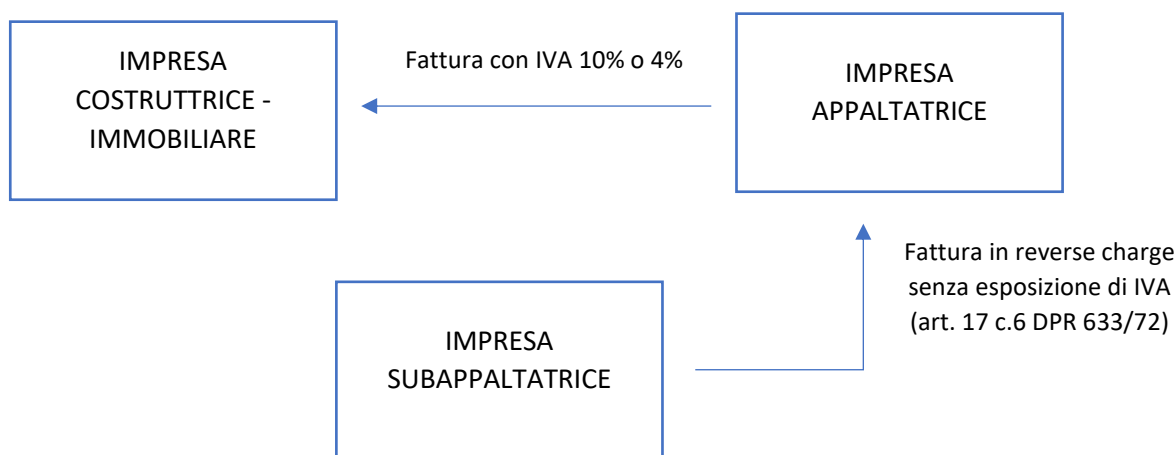 IMPRESA
COSTRUTTRICE -
IMMOBILIARE
Fattura con IVA 10% o 4%
IMPRESA
APPALTATRICE
Fattura in reverse charge
senza esposizione di IVA
(art. 17 c.6 DPR 633/72)
IMPRESA
SUBAPPALTATRICE